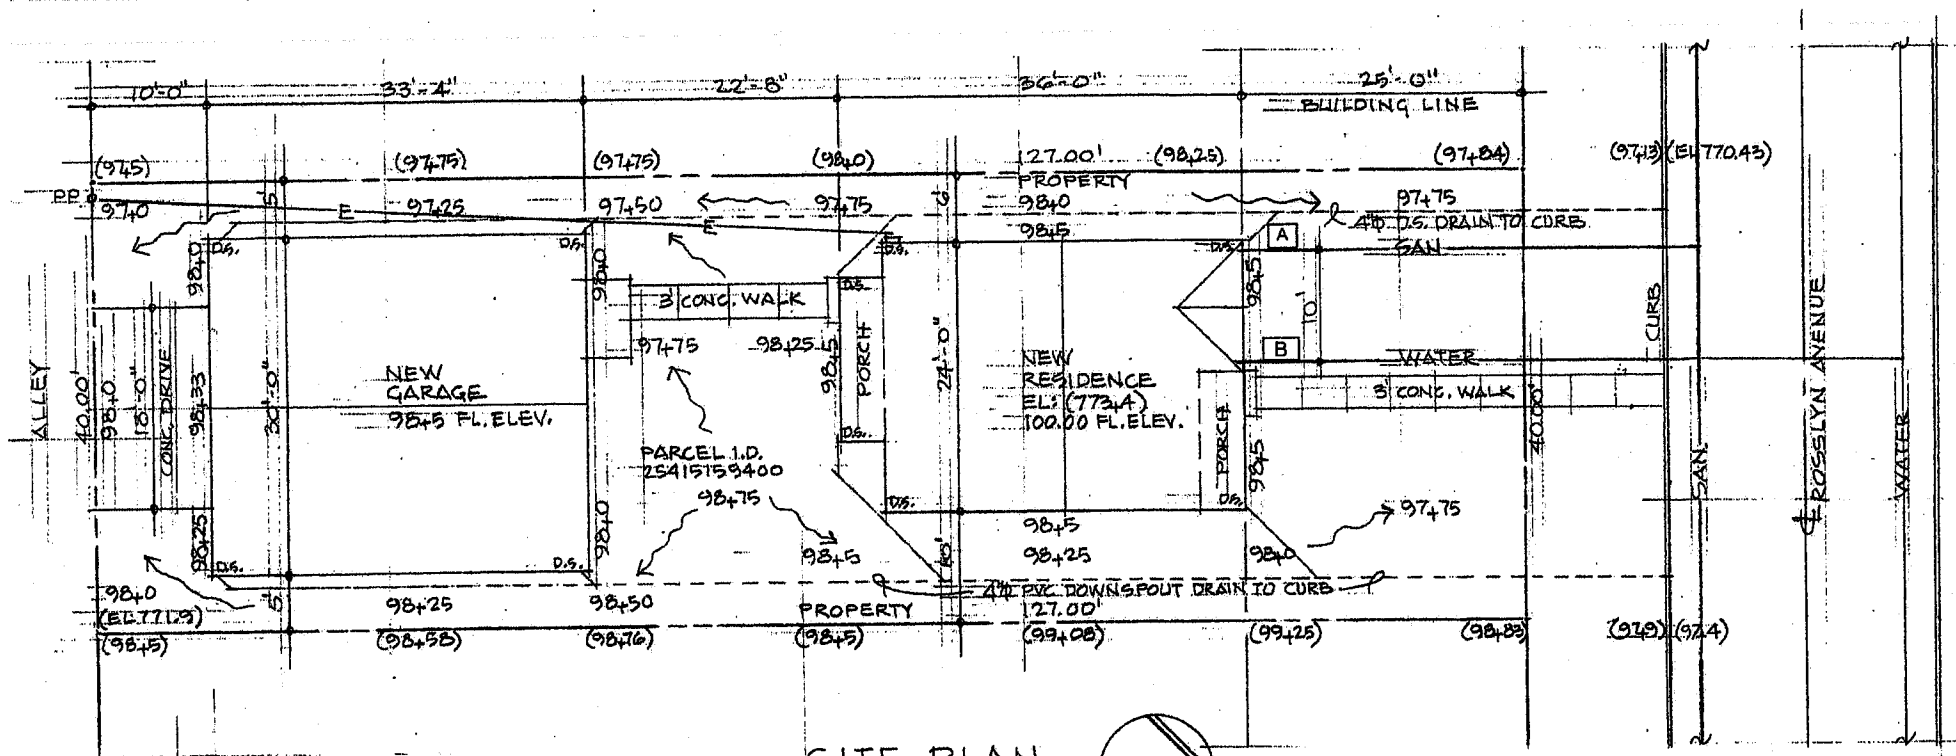 10'-0" 33'-4" 22'-8" 36'-0" 25'-0"
BUILDING LINE
(97.5) (97.75) (97.75) (98.0) 127.00' (98.25) (97.84) (97.13) (EL 770.43)
PROPERTY
P.P.
97.0 E 97.25 97.50 97.75 98.0 97.75
5'
6'
E
98.5
4"Φ D.S. DRAIN TO CURB
D.S. D.S. D.S. D.S. A
SAN
98.0
98.0
D.S.
98.5
10'
3' CONC. WALK
CURB
97.75 98.25
B
WATER
3' CONC. WALK
ALLEY
40.00'
98.0
18'-0"
CONC. DRIVE
98.33
30'-0"
NEW
GARAGE
98.5 FL. ELEV.
98.5
PORCH
24'-0"
NEW
RESIDENCE
EL: (773.4)
100.00 FL. ELEV.
PORCH
98.5
40.00'
SAN
℄ ROSSLYN AVENUE
WATER
D.S.
PARCEL I.D.
25415159400
98.75
D.S. D.S.
97.75
98.25
98.0
98.5
98.25
98.5
98.0
D.S. D.S.
4"Φ PVC DOWNSPOUT DRAIN TO CURB
98.0
(EL 771.9)
5'
98.25 98.50
PROPERTY
127.00'
(98.5) (98.58) (98.76) (98.5) (99.08) (99.25) (98.83) (97.9) (97.4)
SITE PLAN